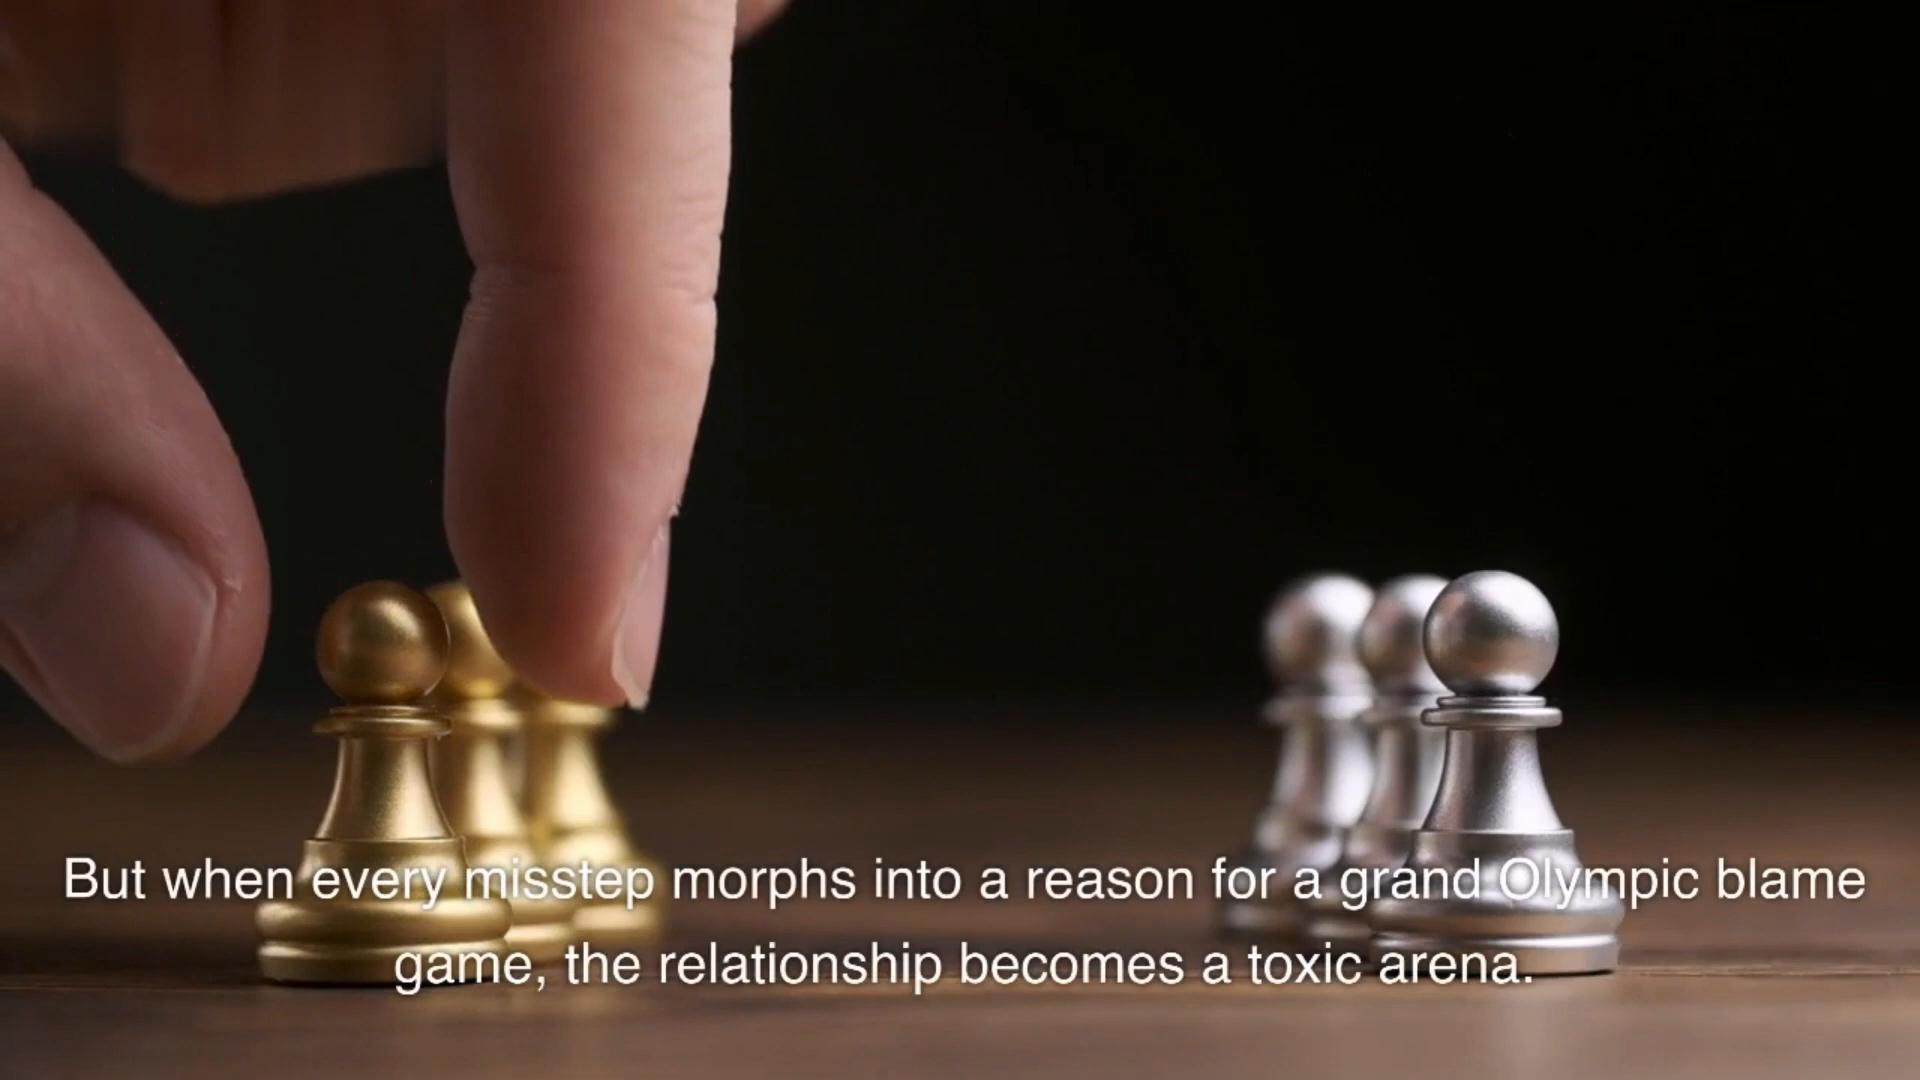 But when every misstep morphs into a reason for a grand Olympic blame
game, the relationship becomes a toxic arena.